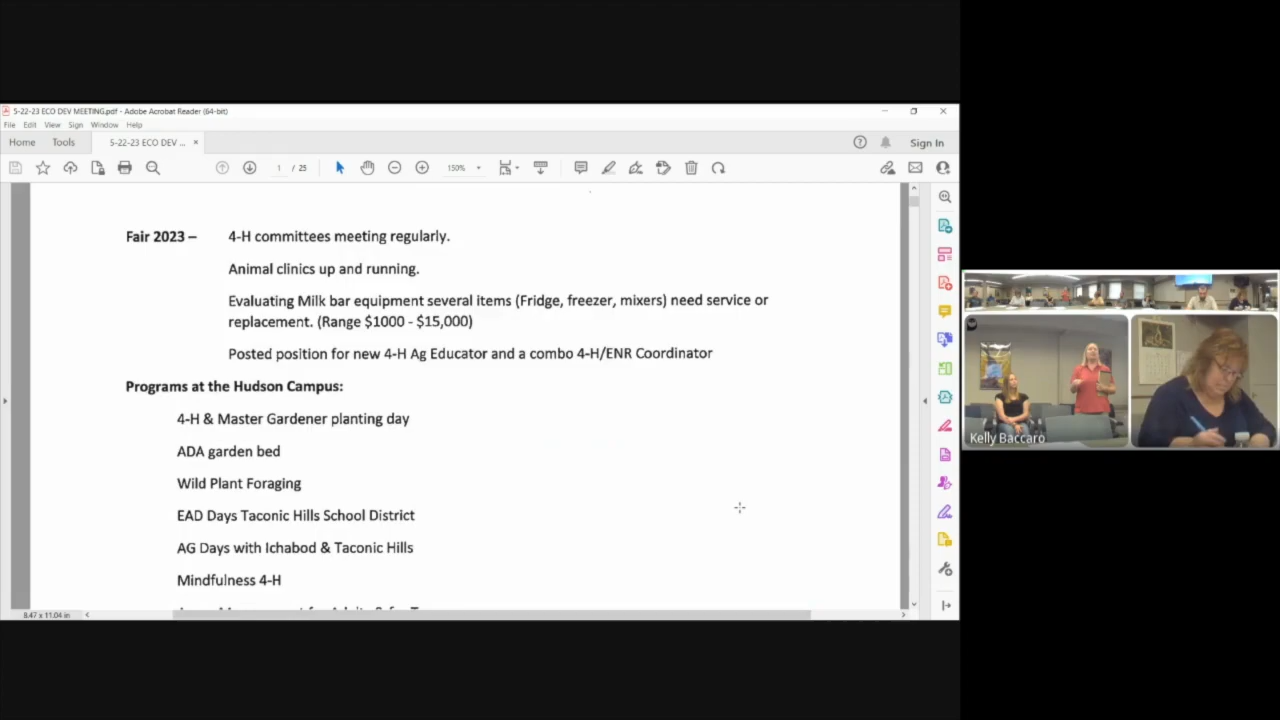 5-22-23 ECO DEV MEETING.pdf - Adobe Acrobat Reader (64-bit)
File Edit View Sign Window Help
Home Tools 5-22-23 ECO DEV ... × Sign In
1 / 25 150%
Fair 2023 – 4-H committees meeting regularly.
Animal clinics up and running.
Evaluating Milk bar equipment several items (Fridge, freezer, mixers) need service or
replacement. (Range $1000 - $15,000)
Posted position for new 4-H Ag Educator and a combo 4-H/ENR Coordinator
Programs at the Hudson Campus:
4-H & Master Gardener planting day
ADA garden bed
Wild Plant Foraging
EAD Days Taconic Hills School District
AG Days with Ichabod & Taconic Hills
Mindfulness 4-H
8.47 x 11.04 in
Kelly Baccaro